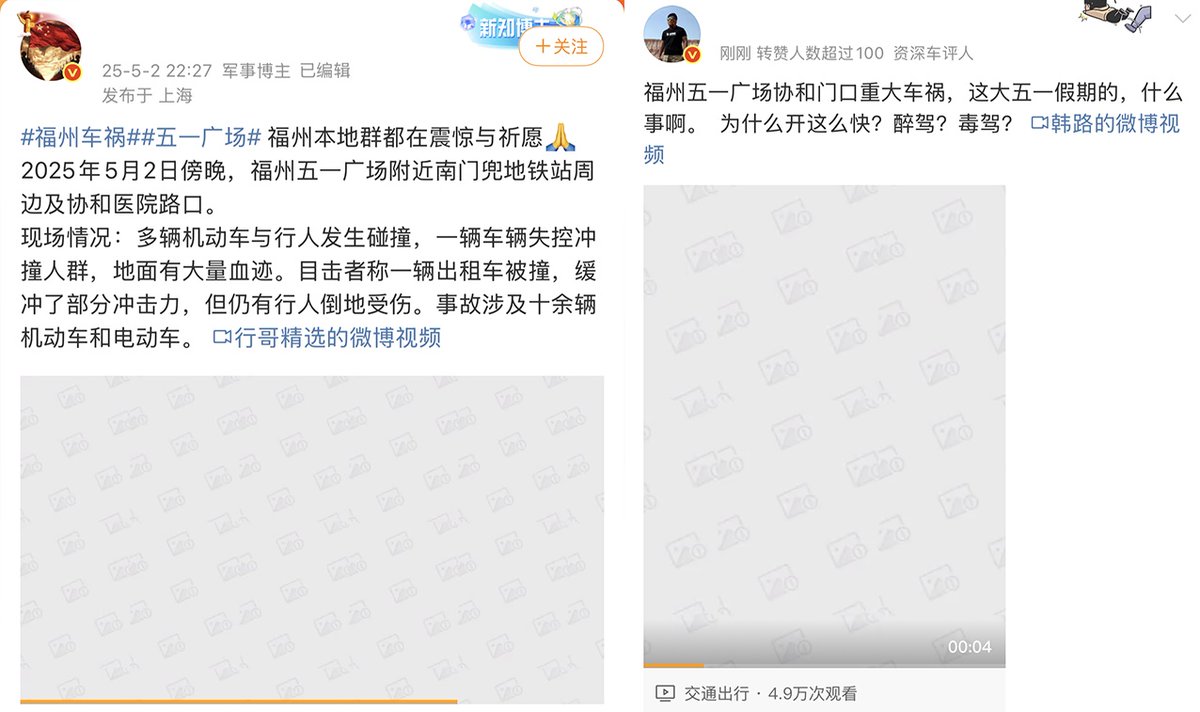 新知博主
＋关注
25-5-2 22:27 军事博主 已编辑
发布于 上海
#福州车祸##五一广场# 福州本地群都在震惊与祈愿🙏
2025年5月2日傍晚，福州五一广场附近南门兜地铁站周
边及协和医院路口。
现场情况：多辆机动车与行人发生碰撞，一辆车辆失控冲
撞人群，地面有大量血迹。目击者称一辆出租车被撞，缓
冲了部分冲击力，但仍有行人倒地受伤。事故涉及十余辆
机动车和电动车。 行哥精选的微博视频
刚刚 转赞人数超过100 资深车评人
福州五一广场协和门口重大车祸，这大五一假期的，什么
事啊。 为什么开这么快？醉驾？毒驾？ 韩路的微博视
频
00:04
交通出行 · 4.9万次观看